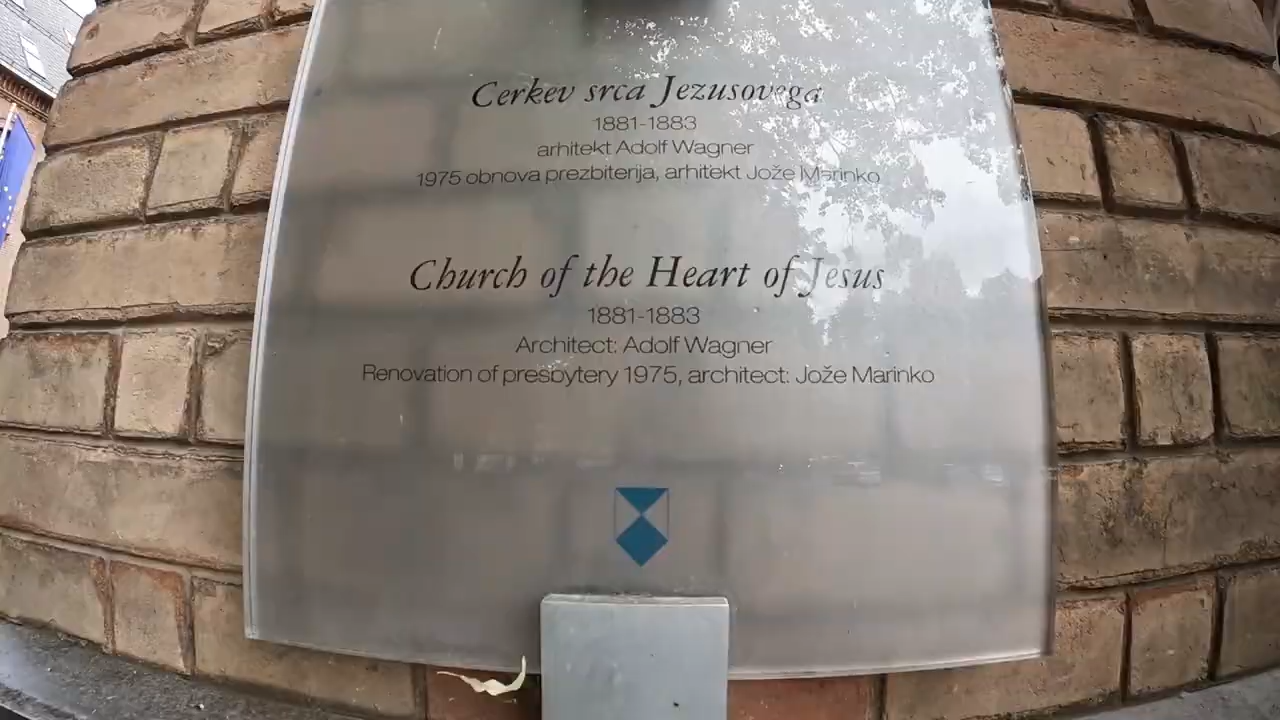 Cerkev srca Jezusovega
1881-1883
arhitekt Adolf Wagner
1975 obnova prezbiterija, arhitekt Jože Marinko
Church of the Heart of Jesus
1881-1883
Architect: Adolf Wagner
Renovation of presbytery 1975, architect: Jože Marinko